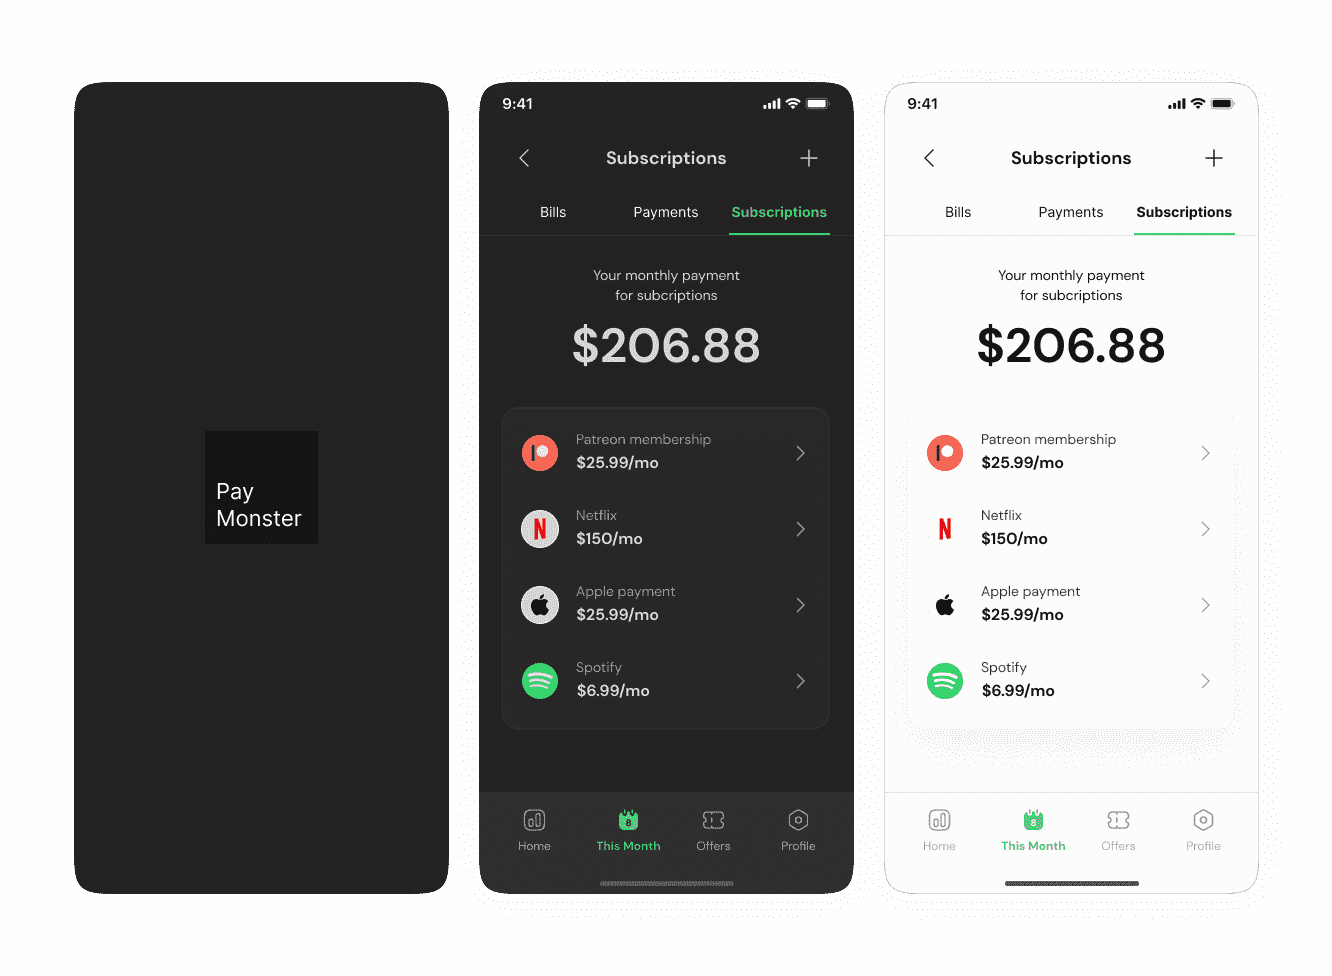 Pay
Monster
9:41
Subscriptions
Bills Payments Subscriptions
Your monthly payment
for subcriptions
$206.88
Patreon membership
$25.99/mo
Netflix
$150/mo
Apple payment
$25.99/mo
Spotify
$6.99/mo
8
Home This Month Offers Profile
9:41
Subscriptions
Bills Payments Subscriptions
Your monthly payment
for subcriptions
$206.88
Patreon membership
$25.99/mo
N
Netflix
$150/mo
Apple payment
$25.99/mo
Spotify
$6.99/mo
8
Home This Month Offers Profile